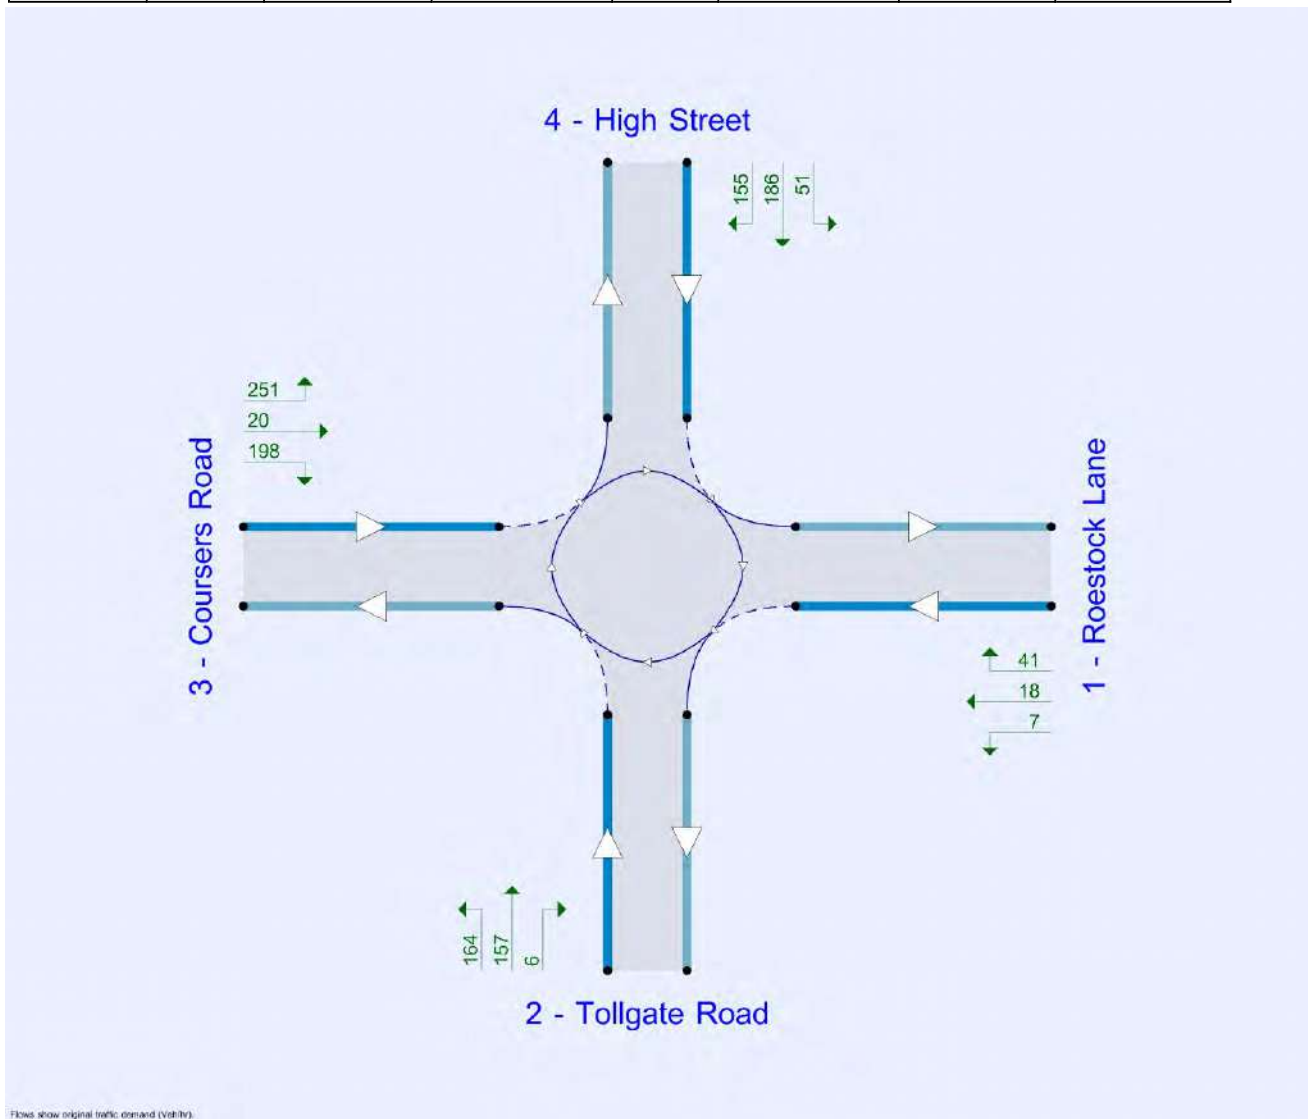 4 - High Street
155
186
51
251
20
198
3 - Coursers Road
1 - Roestock Lane
41
18
7
164
157
6
2 - Tollgate Road
Flows show original traffic demand (Veh/hr).